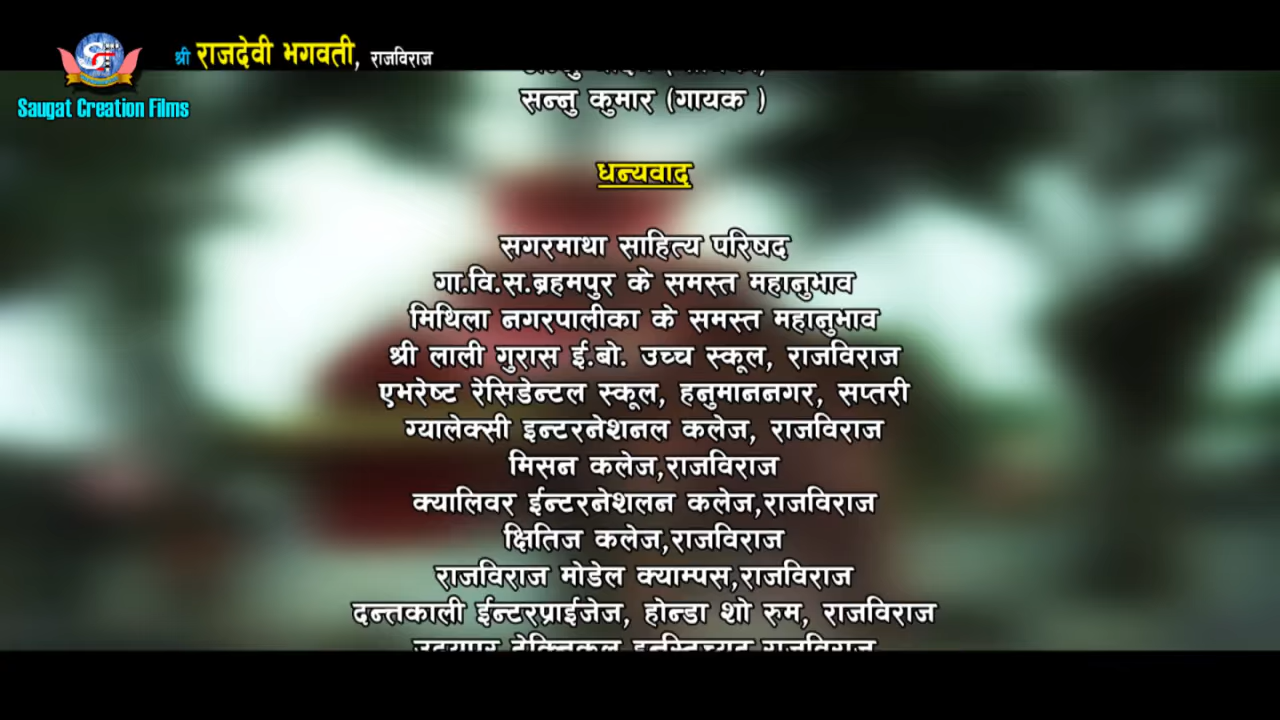 श्री राजदेवी भगवती, राजविराज
Saugat Creation Films
सन्नु कुमार (गायक )
धन्यवाद
सगरमाथा साहित्य परिषद
गा.वि.स.ब्रहमपुर के समस्त महानुभाव
मिथिला नगरपालीका के समस्त महानुभाव
श्री लाली गुरास ई.बो. उच्च स्कूल, राजविराज
एभरेष्ट रेसिडेन्टल स्कूल, हनुमाननगर, सप्तरी
ग्यालेक्सी इन्टरनेशनल कलेज, राजविराज
मिसन कलेज,राजविराज
क्यालिवर ईन्टरनेशलन कलेज,राजविराज
क्षितिज कलेज,राजविराज
राजविराज मोडेल क्याम्पस,राजविराज
दन्तकाली ईन्टरप्राईजेज, होन्डा शो रुम, राजविराज